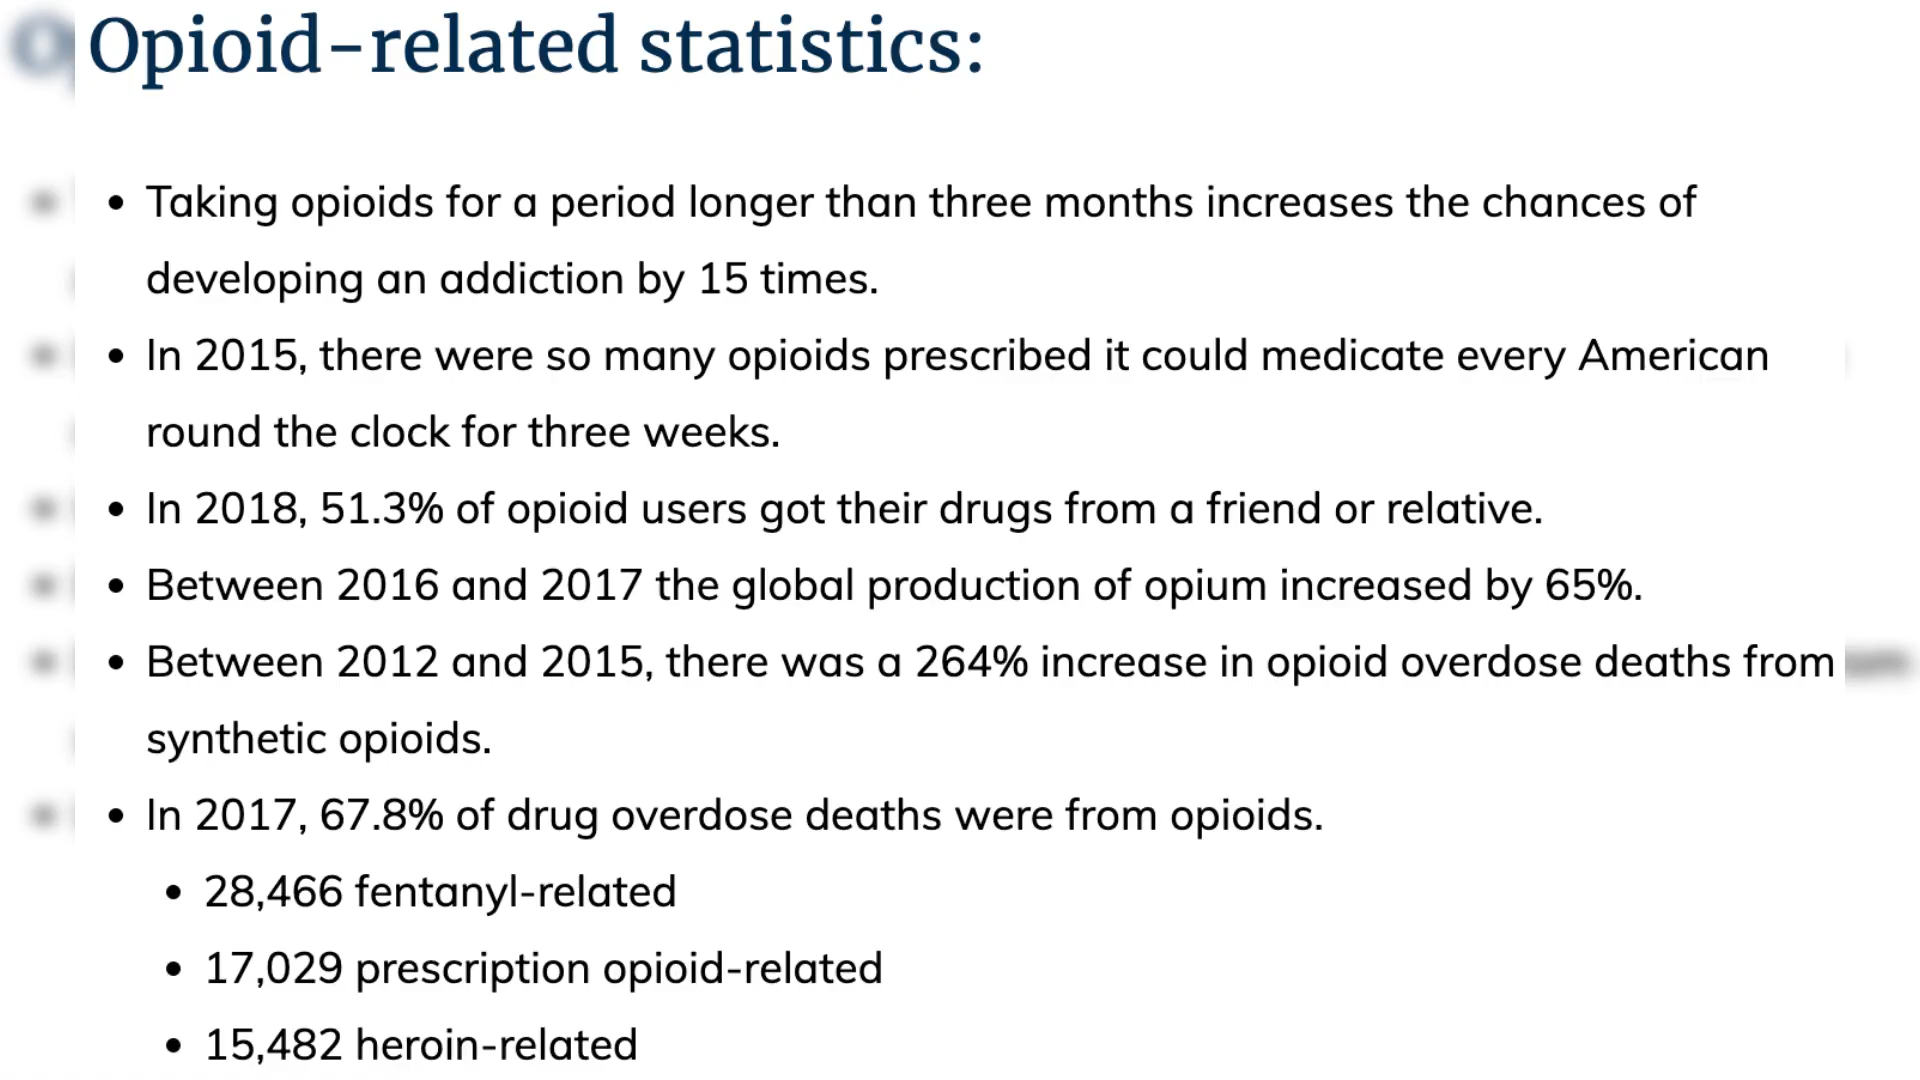 Opioid-related statistics:
• Taking opioids for a period longer than three months increases the chances of
developing an addiction by 15 times.
• In 2015, there were so many opioids prescribed it could medicate every American
round the clock for three weeks.
• In 2018, 51.3% of opioid users got their drugs from a friend or relative.
• Between 2016 and 2017 the global production of opium increased by 65%.
• Between 2012 and 2015, there was a 264% increase in opioid overdose deaths from
synthetic opioids.
• In 2017, 67.8% of drug overdose deaths were from opioids.
• 28,466 fentanyl-related
• 17,029 prescription opioid-related
• 15,482 heroin-related